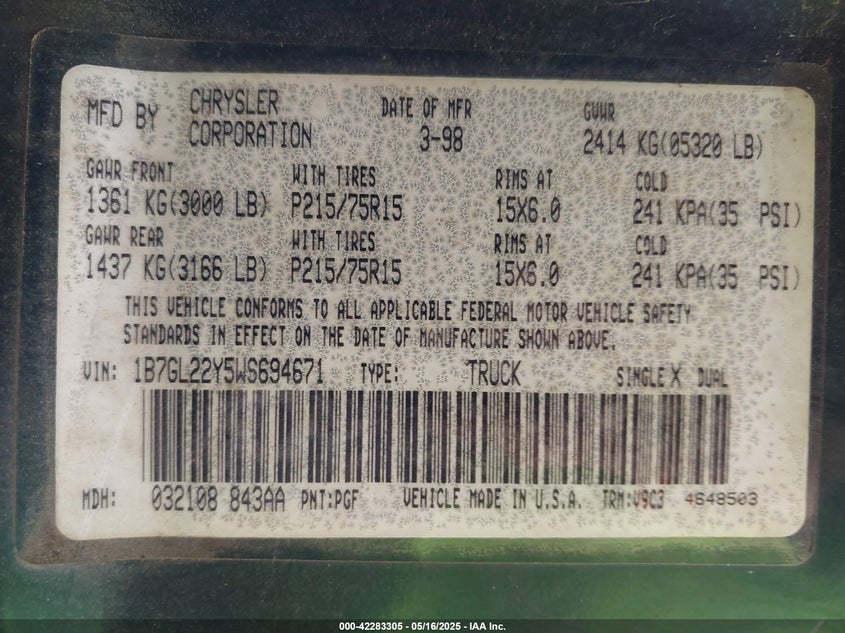 MFD BY CHRYSLER CORPORATION DATE OF MFR 3-98 GVWR 2414 KG(05320 LB)
GAWR FRONT WITH TIRES RIMS AT COLD
1361 KG(3000 LB) P215/75R15 15X6.0 241 KPA(35 PSI)
GAWR REAR WITH TIRES RIMS AT COLD
1437 KG(3166 LB) P215/75R15 15X6.0 241 KPA(35 PSI)
THIS VEHICLE CONFORMS TO ALL APPLICABLE FEDERAL MOTOR VEHICLE SAFETY
STANDARDS IN EFFECT ON THE DATE OF MANUFACTURE SHOWN ABOVE.
VIN: 1B7GL22Y5WS694671 TYPE: TRUCK SINGLE X DUAL
MDH: 032108 843AA PNT:PGF VEHICLE MADE IN U.S.A. TRM:V9C3 4648503
000-42283305 - 05/16/2025 - IAA Inc.